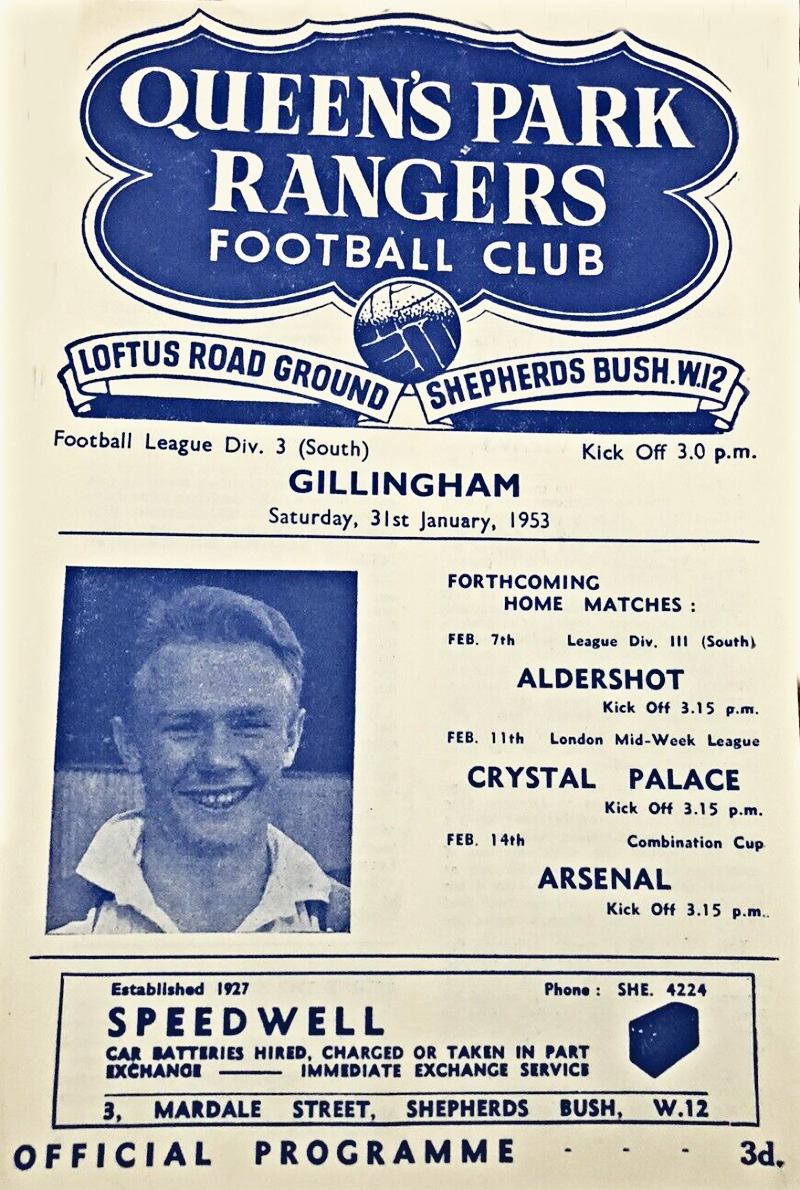 QUEEN'S PARK
RANGERS
FOOTBALL CLUB
LOFTUS ROAD GROUND SHEPHERDS BUSH. W.12
Football League Div. 3 (South) Kick Off 3.0 p.m.
GILLINGHAM
Saturday, 31st January, 1953
FORTHCOMING
HOME MATCHES :
FEB. 7th League Div. III (South)
ALDERSHOT
Kick Off 3.15 p.m.
FEB. 11th London Mid-Week League
CRYSTAL PALACE
Kick Off 3.15 p.m.
FEB. 14th Combination Cup
ARSENAL
Kick Off 3.15 p.m..
Established 1927 Phone : SHE. 4224
SPEEDWELL
CAR BATTERIES HIRED, CHARGED OR TAKEN IN PART
EXCHANGE —— IMMEDIATE EXCHANGE SERVICE
3, MARDALE STREET, SHEPHERDS BUSH, W.12
OFFICIAL PROGRAMME - - - 3d.